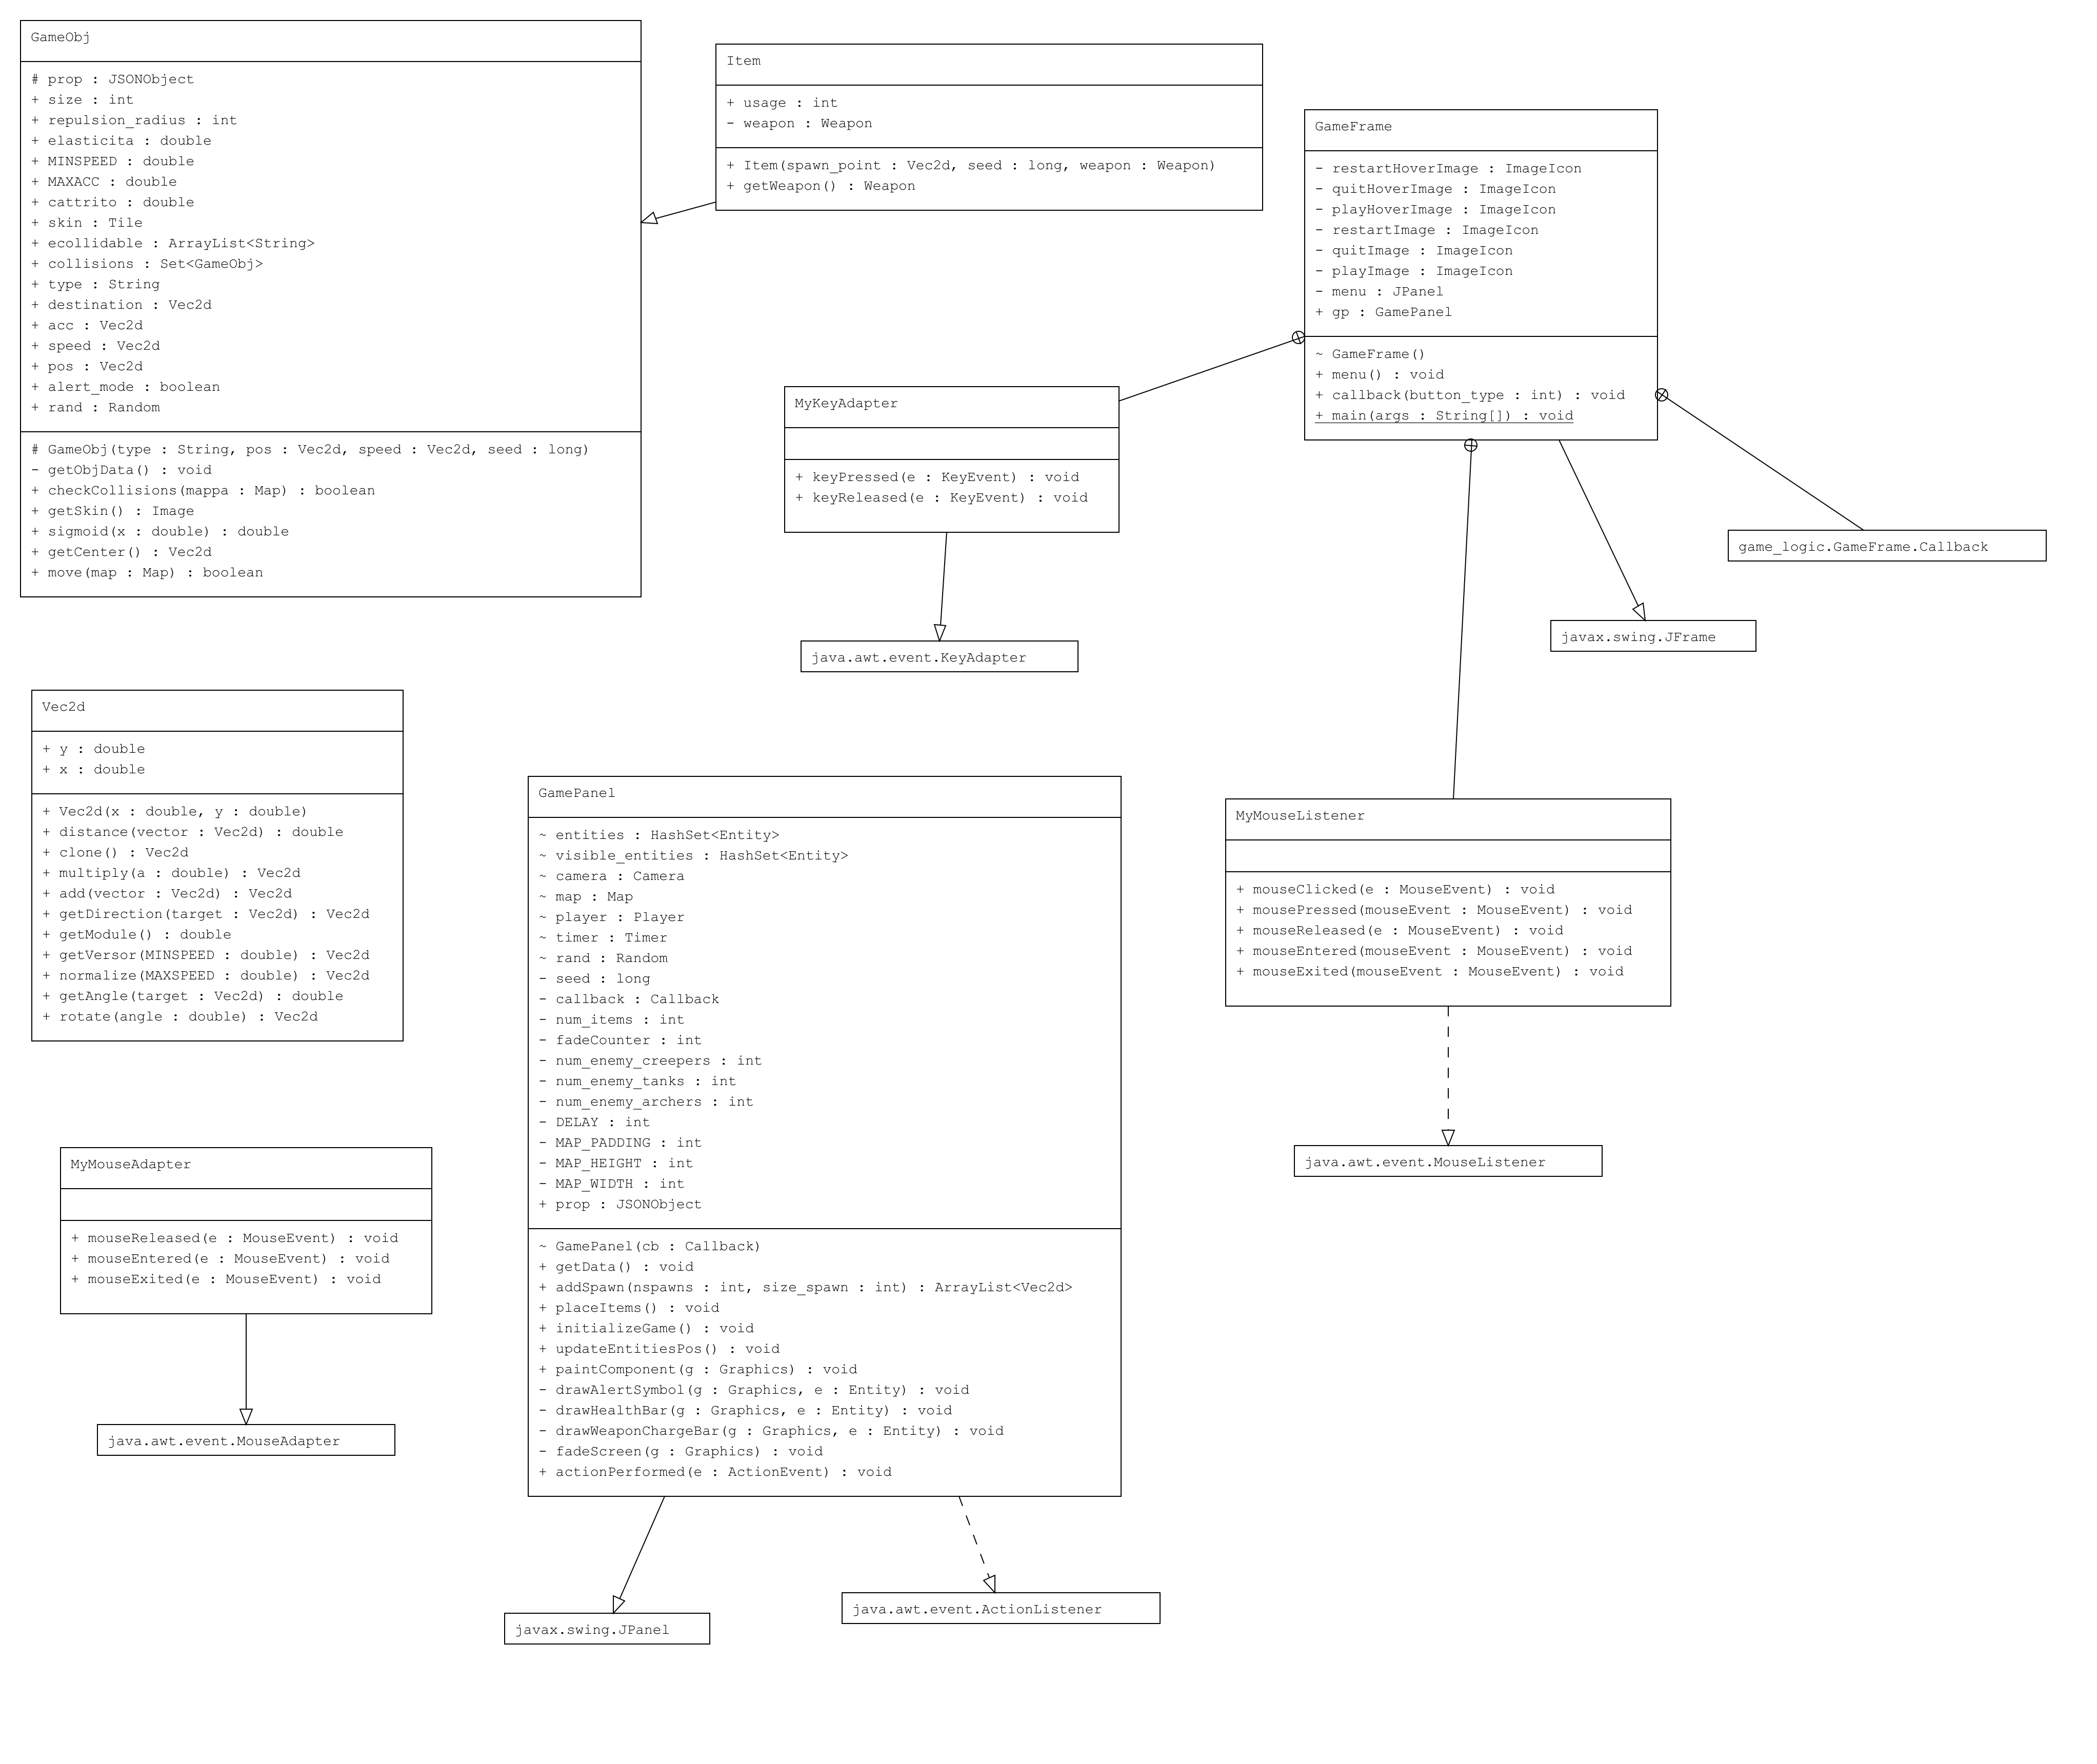 GameObj
# prop : JSONObject
+ size : int
+ repulsion_radius : int
+ elasticita : double
+ MINSPEED : double
+ MAXACC : double
+ cattrito : double
+ skin : Tile
+ ecollidable : ArrayList<String>
+ collisions : Set<GameObj>
+ type : String
+ destination : Vec2d
+ acc : Vec2d
+ speed : Vec2d
+ pos : Vec2d
+ alert_mode : boolean
+ rand : Random
# GameObj(type : String, pos : Vec2d, speed : Vec2d, seed : long)
- getObjData() : void
+ checkCollisions(mappa : Map) : boolean
+ getSkin() : Image
+ sigmoid(x : double) : double
+ getCenter() : Vec2d
+ move(map : Map) : boolean
Item
+ usage : int
- weapon : Weapon
+ Item(spawn_point : Vec2d, seed : long, weapon : Weapon)
+ getWeapon() : Weapon
GameFrame
- restartHoverImage : ImageIcon
- quitHoverImage : ImageIcon
- playHoverImage : ImageIcon
- restartImage : ImageIcon
- quitImage : ImageIcon
- playImage : ImageIcon
- menu : JPanel
+ gp : GamePanel
~ GameFrame()
+ menu() : void
+ callback(button_type : int) : void
+ main(args : String[]) : void
MyKeyAdapter
+ keyPressed(e : KeyEvent) : void
+ keyReleased(e : KeyEvent) : void
game_logic.GameFrame.Callback
javax.swing.JFrame
java.awt.event.KeyAdapter
Vec2d
+ y : double
+ x : double
+ Vec2d(x : double, y : double)
+ distance(vector : Vec2d) : double
+ clone() : Vec2d
+ multiply(a : double) : Vec2d
+ add(vector : Vec2d) : Vec2d
+ getDirection(target : Vec2d) : Vec2d
+ getModule() : double
+ getVersor(MINSPEED : double) : Vec2d
+ normalize(MAXSPEED : double) : Vec2d
+ getAngle(target : Vec2d) : double
+ rotate(angle : double) : Vec2d
GamePanel
~ entities : HashSet<Entity>
~ visible_entities : HashSet<Entity>
~ camera : Camera
~ map : Map
~ player : Player
~ timer : Timer
~ rand : Random
- seed : long
- callback : Callback
- num_items : int
- fadeCounter : int
- num_enemy_creepers : int
- num_enemy_tanks : int
- num_enemy_archers : int
- DELAY : int
- MAP_PADDING : int
- MAP_HEIGHT : int
- MAP_WIDTH : int
+ prop : JSONObject
~ GamePanel(cb : Callback)
+ getData() : void
+ addSpawn(nspawns : int, size_spawn : int) : ArrayList<Vec2d>
+ placeItems() : void
+ initializeGame() : void
+ updateEntitiesPos() : void
+ paintComponent(g : Graphics) : void
- drawAlertSymbol(g : Graphics, e : Entity) : void
- drawHealthBar(g : Graphics, e : Entity) : void
- drawWeaponChargeBar(g : Graphics, e : Entity) : void
- fadeScreen(g : Graphics) : void
+ actionPerformed(e : ActionEvent) : void
MyMouseListener
+ mouseClicked(e : MouseEvent) : void
+ mousePressed(mouseEvent : MouseEvent) : void
+ mouseReleased(e : MouseEvent) : void
+ mouseEntered(mouseEvent : MouseEvent) : void
+ mouseExited(mouseEvent : MouseEvent) : void
java.awt.event.MouseListener
MyMouseAdapter
+ mouseReleased(e : MouseEvent) : void
+ mouseEntered(e : MouseEvent) : void
+ mouseExited(e : MouseEvent) : void
java.awt.event.MouseAdapter
javax.swing.JPanel
java.awt.event.ActionListener